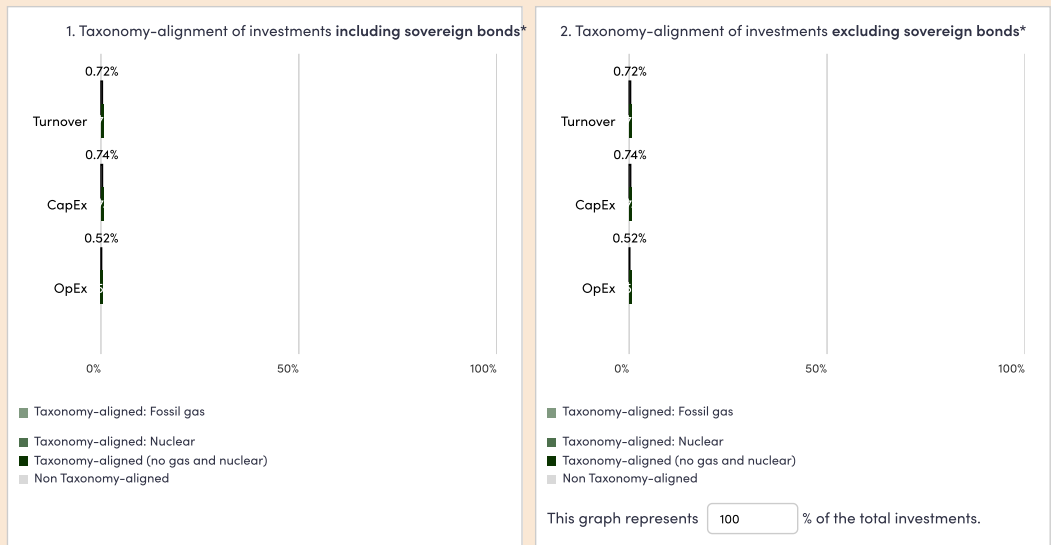 1. Taxonomy-alignment of investments including sovereign bonds*
0.72%
Turnover
0.74%
CapEx
0.52%
OpEx
0% 50% 100%
Taxonomy-aligned: Fossil gas
Taxonomy-aligned: Nuclear
Taxonomy-aligned (no gas and nuclear)
Non Taxonomy-aligned
2. Taxonomy-alignment of investments excluding sovereign bonds*
0.72%
Turnover
0.74%
CapEx
0.52%
OpEx
0% 50% 100%
Taxonomy-aligned: Fossil gas
Taxonomy-aligned: Nuclear
Taxonomy-aligned (no gas and nuclear)
Non Taxonomy-aligned
This graph represents 100 % of the total investments.